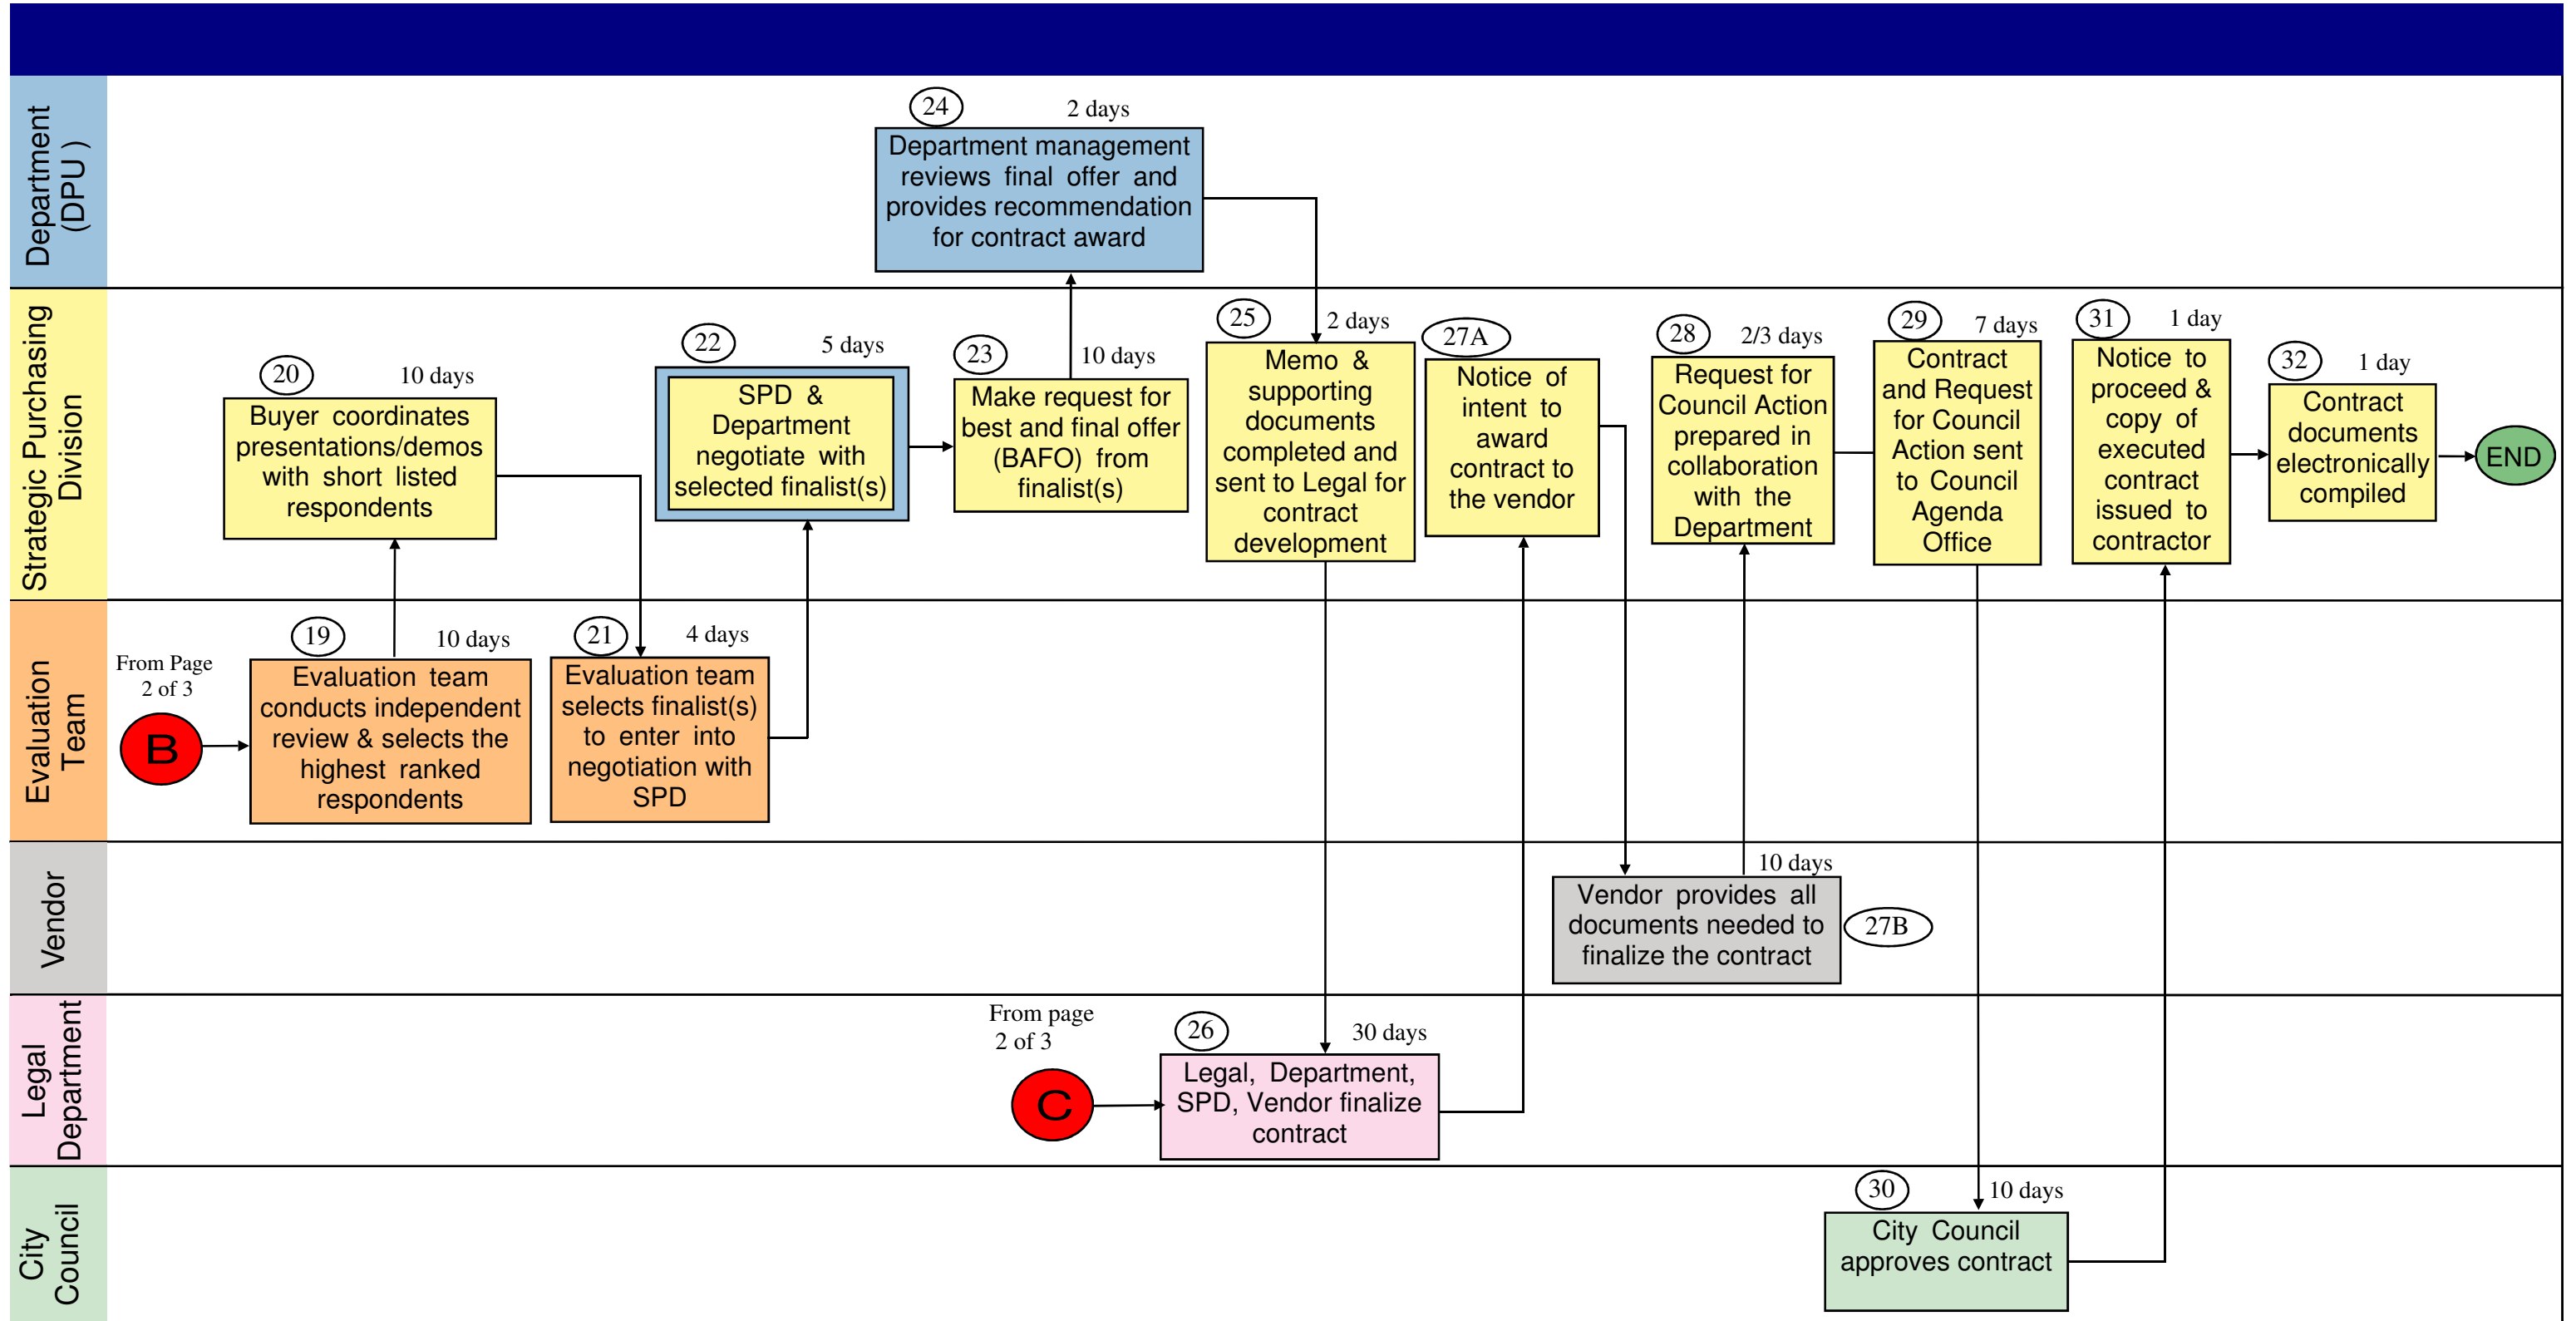 Department
(DPU )
24
2 days
Department management
reviews final offer and
provides recommendation
for contract award
Strategic Purchasing
Division
20
10 days
Buyer coordinates
presentations/demos
with short listed
respondents
22
5 days
SPD &
Department
negotiate with
selected finalist(s)
23
10 days
Make request for
best and final offer
(BAFO) from
finalist(s)
25
2 days
Memo &
supporting
documents
completed and
sent to Legal for
contract
development
27A
Notice of
intent to
award
contract to
the vendor
28
2/3 days
Request for
Council Action
prepared in
collaboration
with the
Department
29
7 days
Contract
and Request
for Council
Action sent
to Council
Agenda
Office
31
1 day
Notice to
proceed &
copy of
executed
contract
issued to
contractor
32
1 day
Contract
documents
electronically
compiled
END
Evaluation
Team
From Page
2 of 3
B
19
10 days
Evaluation team
conducts independent
review & selects the
highest ranked
respondents
21
4 days
Evaluation team
selects finalist(s)
to enter into
negotiation with
SPD
Vendor
10 days
Vendor provides all
documents needed to
finalize the contract
27B
Legal
Department
From page
2 of 3
C
26
30 days
Legal, Department,
SPD, Vendor finalize
contract
City
Council
30
10 days
City Council
approves contract